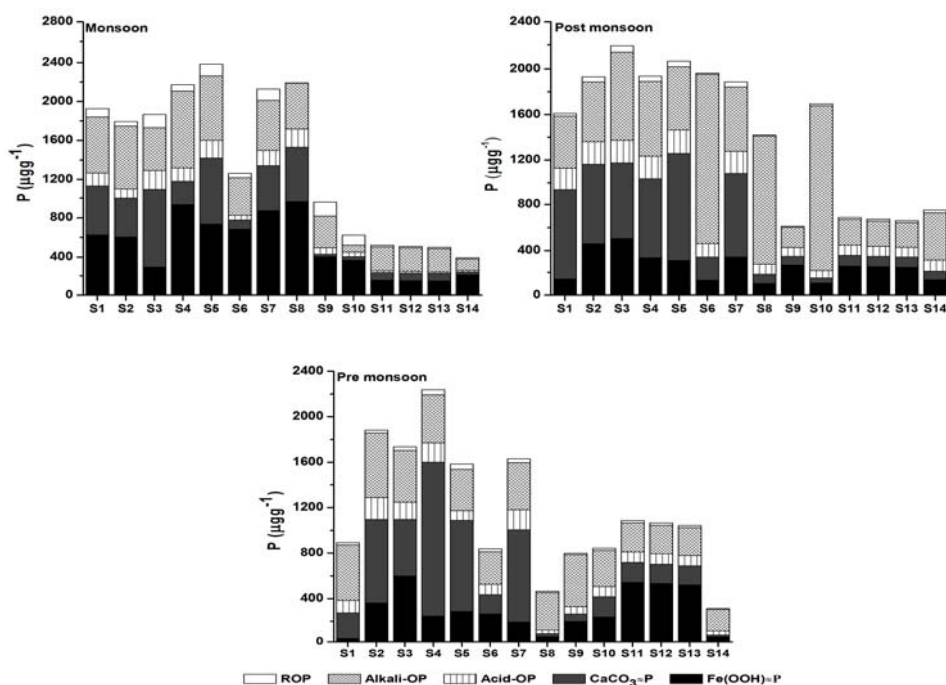 Monsoon
P (µgg⁻¹)
2800
2400
2000
1600
1200
800
400
0
S1 S2 S3 S4 S5 S6 S7 S8 S9 S10 S11 S12 S13 S14
Post monsoon
P (µgg⁻¹)
2400
2000
1600
1200
800
400
0
S1 S2 S3 S4 S5 S6 S7 S8 S9 S10 S11 S12 S13 S14
Pre monsoon
P (µgg⁻¹)
2400
2000
1600
1200
800
400
0
S1 S2 S3 S4 S5 S6 S7 S8 S9 S10 S11 S12 S13 S14
ROP Alkali-OP Acid-OP CaCO₃≈P Fe(OOH)≈P